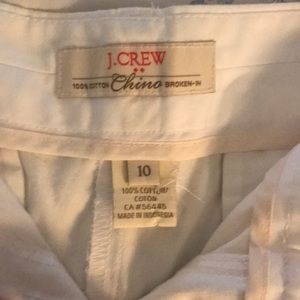 J.CREW
100% COTTON Chino BROKEN-IN
10
100% COTTON/
COTON
CA#56445
MADE IN INDONESIA